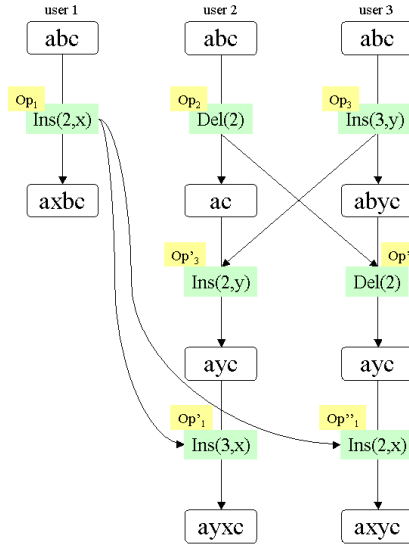 user 1 user 2 user 3
abc abc abc
Op1 Op2 Op3
Ins(2,x) Del(2) Ins(3,y)
axbc ac abyc
Op'3 Op'
Ins(2,y) Del(2)
ayc ayc
Op'1 Op''1
Ins(3,x) Ins(2,x)
ayxc axyc